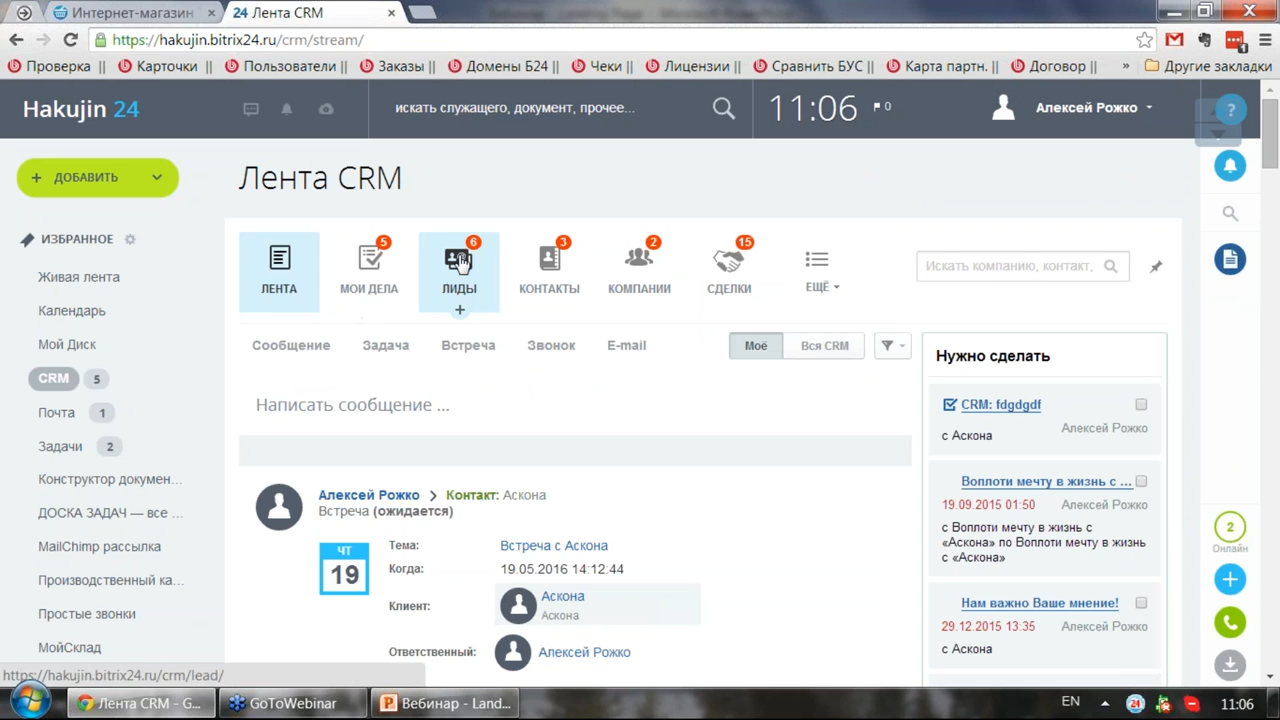 Интернет-магазин
24 Лента CRM
https://hakujin.bitrix24.ru/crm/stream/
Проверка || Карточки || Пользователи || Заказы || Домены Б24 || Чеки || Лицензии || Сравнить БУС || Карта партн. || Договор || » Другие закладки
Hakujin 24
искать служащего, документ, прочее...
11:06
0
Алексей Рожко
?
+ ДОБАВИТЬ
Лента CRM
ИЗБРАННОЕ
Живая лента
Календарь
Мой Диск
CRM 5
Почта 1
Задачи 2
Конструктор докумен...
ДОСКА ЗАДАЧ — все ...
MailChimp рассылка
Производственный ка...
Простые звонки
МойСклад
5 6 3 2 15
ЛЕНТА МОИ ДЕЛА ЛИДЫ КОНТАКТЫ КОМПАНИИ СДЕЛКИ ЕЩЁ
+
Искать компанию, контакт,
Сообщение Задача Встреча Звонок E-mail
Моё Вся CRM
Написать сообщение ...
Алексей Рожко > Контакт: Аскона
Встреча (ожидается)
ЧТ
19
Тема: Встреча с Аскона
Когда: 19.05.2016 14:12:44
Клиент: Аскона
Аскона
Ответственный: Алексей Рожко
Нужно сделать
CRM: fdgdgdf
Алексей Рожко
с Аскона
Воплоти мечту в жизнь с ...
19.09.2015 01:50 Алексей Рожко
с Воплоти мечту в жизнь с
«Аскона» по Воплоти мечту в жизнь
с «Аскона»
Нам важно Ваше мнение!
29.12.2015 13:35 Алексей Рожко
с Аскона
2
Онлайн
https://hakujin.bitrix24.ru/crm/lead/
Лента CRM - G...
GoToWebinar
Вебинар - Land...
EN
24
11:06